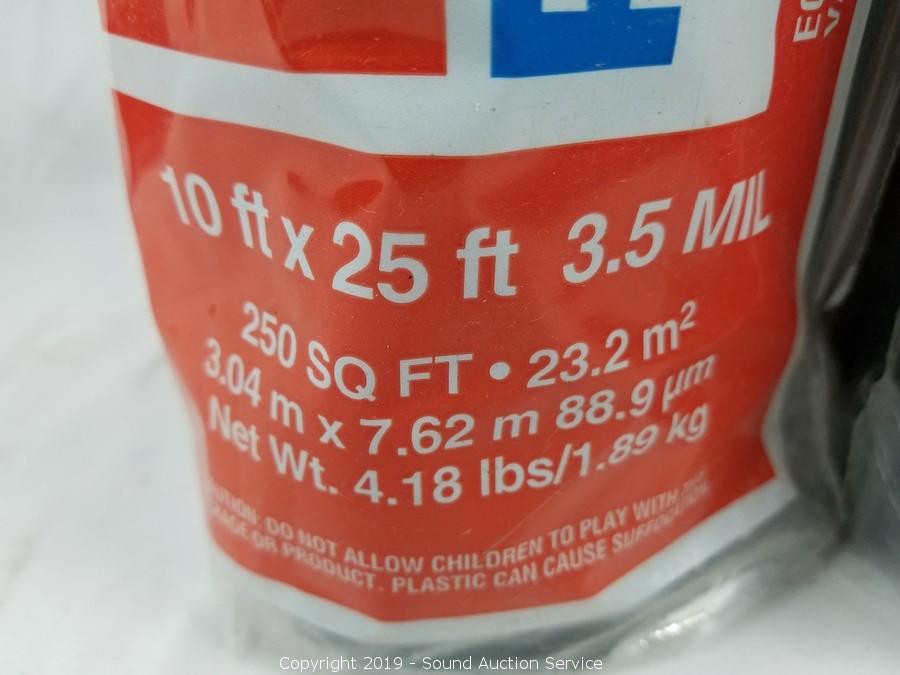 10 ft x 25 ft 3.5 MIL
250 SQ FT • 23.2 m²
3.04 m x 7.62 m 88.9 µm
Net Wt. 4.18 lbs/1.89 kg
DO NOT ALLOW CHILDREN TO PLAY WITH
OR PRODUCT. PLASTIC CAN CAUSE SUFFOCATION.
Copyright 2019 - Sound Auction Service